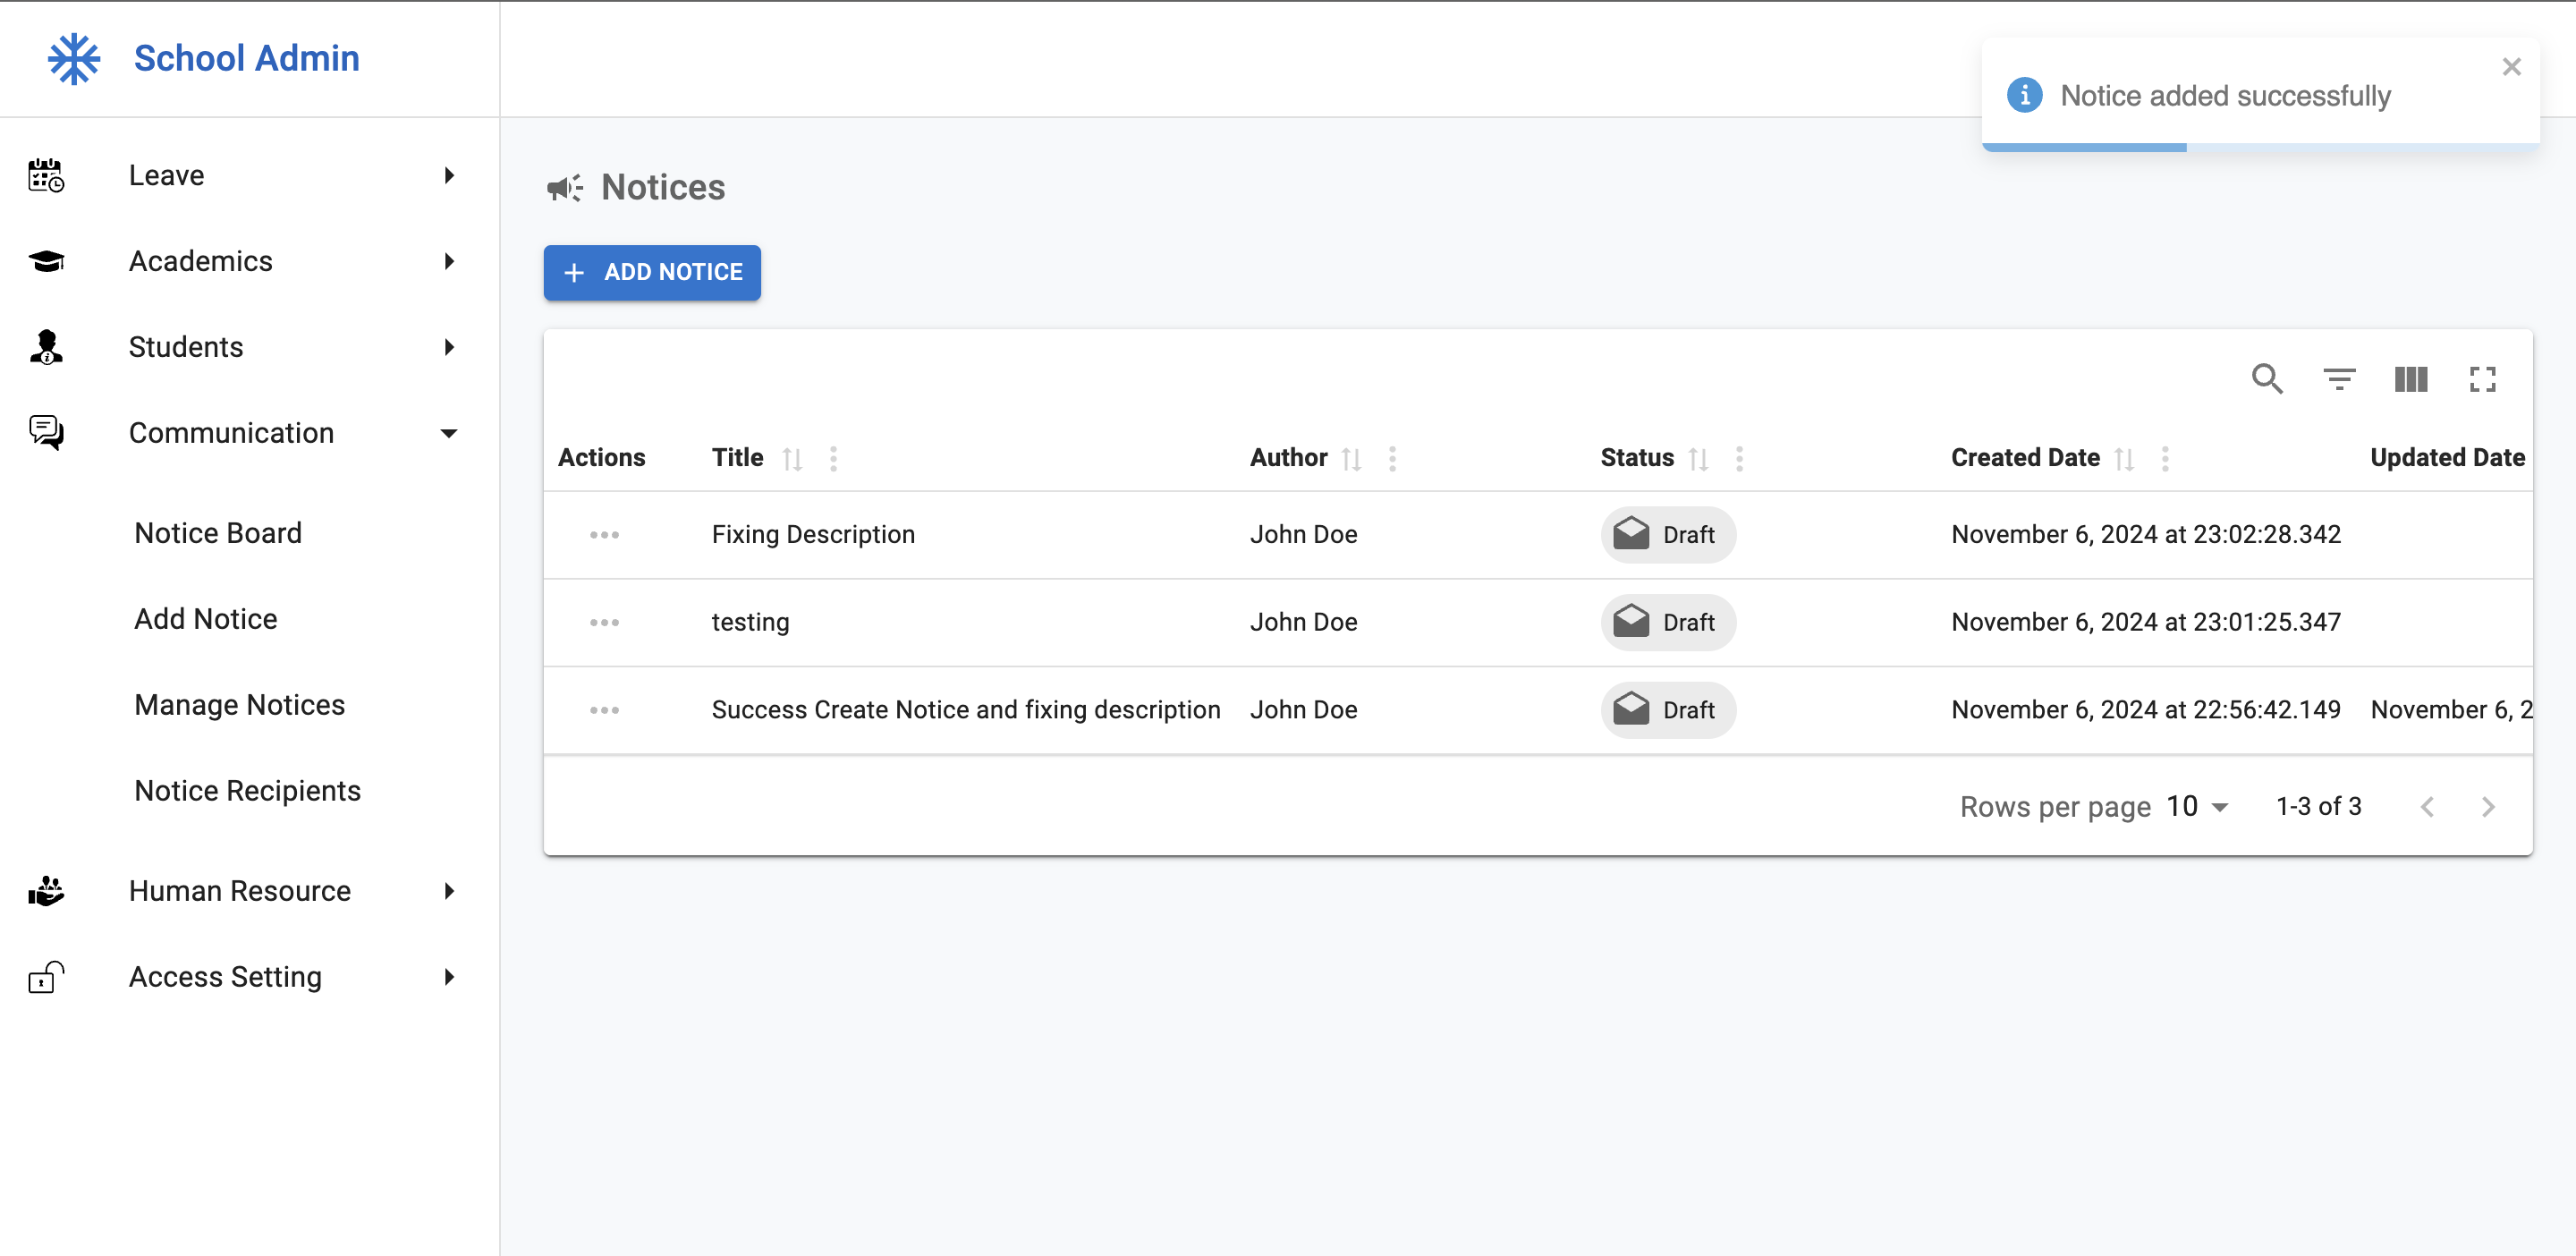 School Admin
Notice added successfully
Leave
Academics
Students
Communication
Notice Board
Add Notice
Manage Notices
Notice Recipients
Human Resource
Access Setting
Notices
ADD NOTICE
Actions Title Author Status Created Date Updated Date
Fixing Description John Doe Draft November 6, 2024 at 23:02:28.342
testing John Doe Draft November 6, 2024 at 23:01:25.347
Success Create Notice and fixing description John Doe Draft November 6, 2024 at 22:56:42.149 November 6, 2
Rows per page 10 1-3 of 3